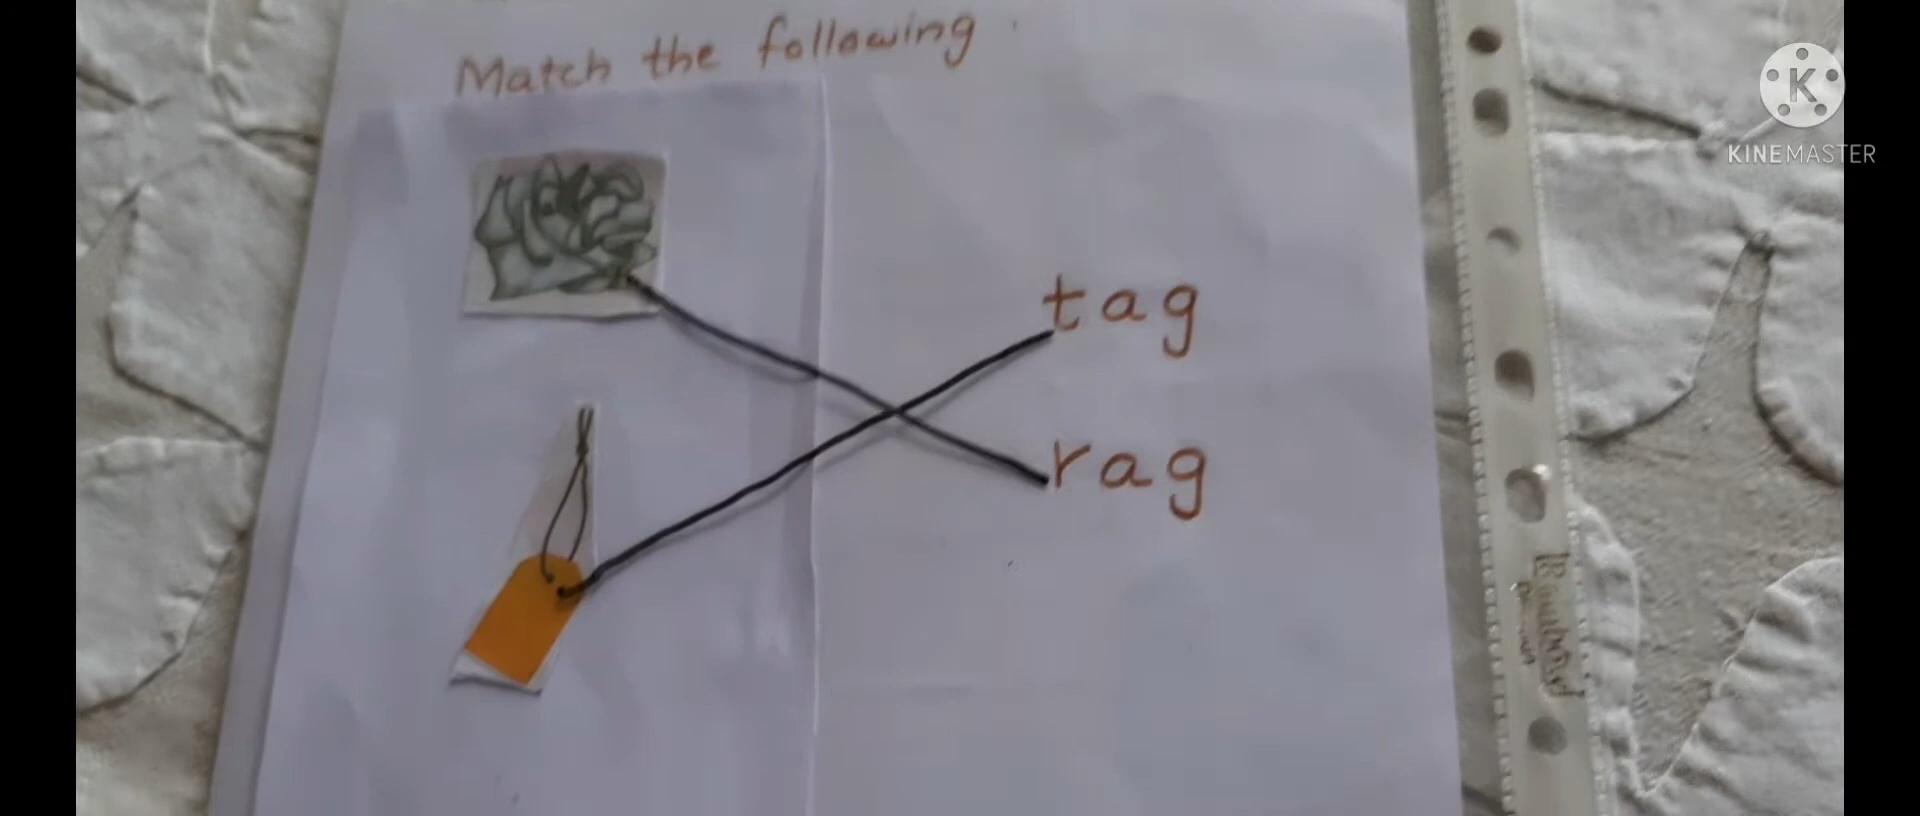 Match the following.
K
KINEMASTER
tag
rag